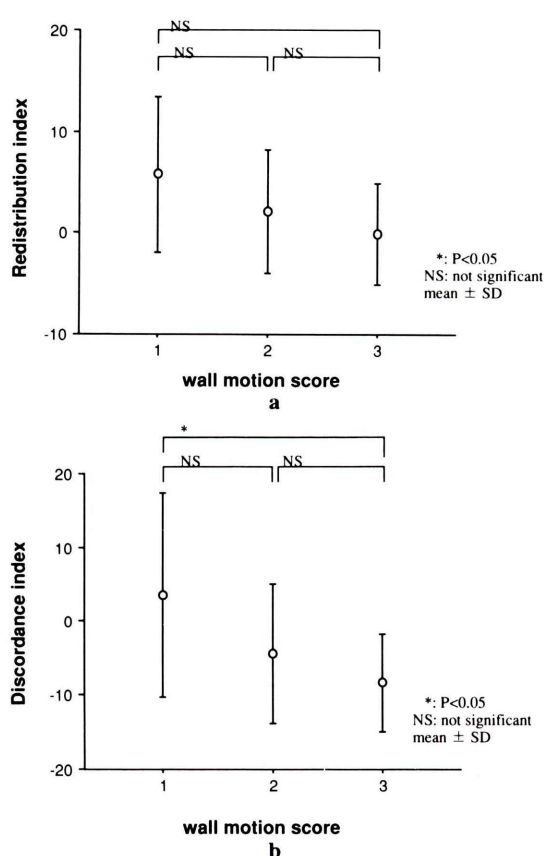 20
NS
NS
NS
10
Redistribution index
0
*: P<0.05
NS: not significant
mean ± SD
-10
1
2
3
wall motion score
a
*
20
NS
NS
10
Discordance index
0
-10
*: P<0.05
NS: not significant
mean ± SD
-20
1
2
3
wall motion score
b